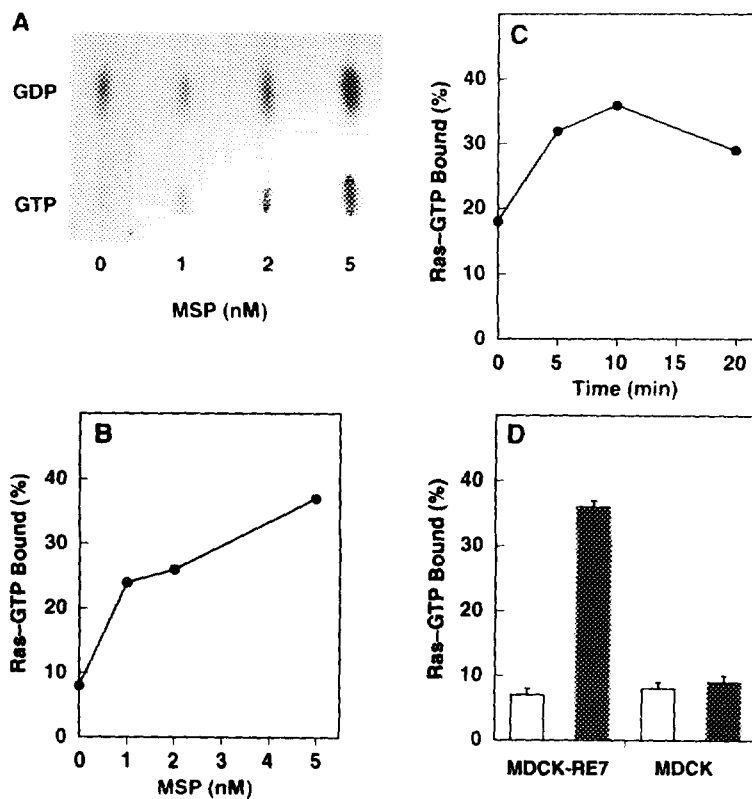 A
GDP
GTP
0 1 2 5
MSP (nM)
B
Ras–GTP Bound (%)
40
30
20
10
0
0 1 2 3 4 5
MSP (nM)
C
Ras–GTP Bound (%)
40
30
20
10
0
0 5 10 15 20
Time (min)
D
Ras–GTP Bound (%)
40
30
20
10
0
MDCK-RE7 MDCK